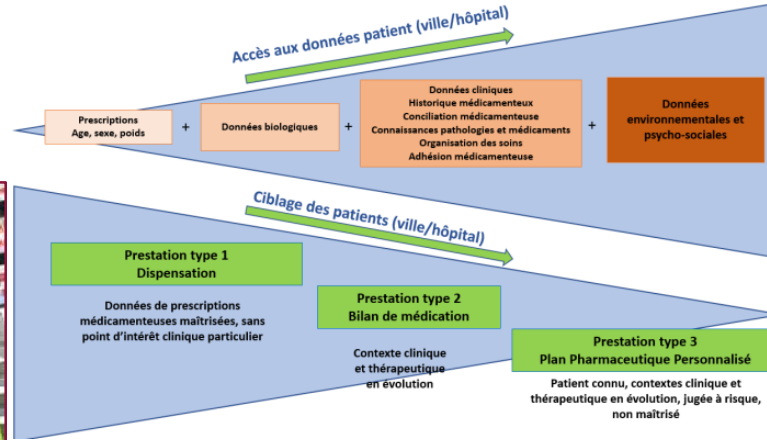 Accès aux données patient (ville/hôpital)
Prescriptions
Age, sexe, poids
+
Données biologiques
+
Données cliniques
Historique médicamenteux
Conciliation médicamenteuse
Connaissances pathologies et médicaments
Organisation des soins
Adhésion médicamenteuse
+
Données
environnementales et
psycho-sociales
Ciblage des patients (ville/hôpital)
Prestation type 1
Dispensation
Données de prescriptions
médicamenteuses maîtrisées, sans
point d'intérêt clinique particulier
Prestation type 2
Bilan de médication
Contexte clinique
et thérapeutique
en évolution
Prestation type 3
Plan Pharmaceutique Personnalisé
Patient connu, contextes clinique et
thérapeutique en évolution, jugée à risque,
non maîtrisé